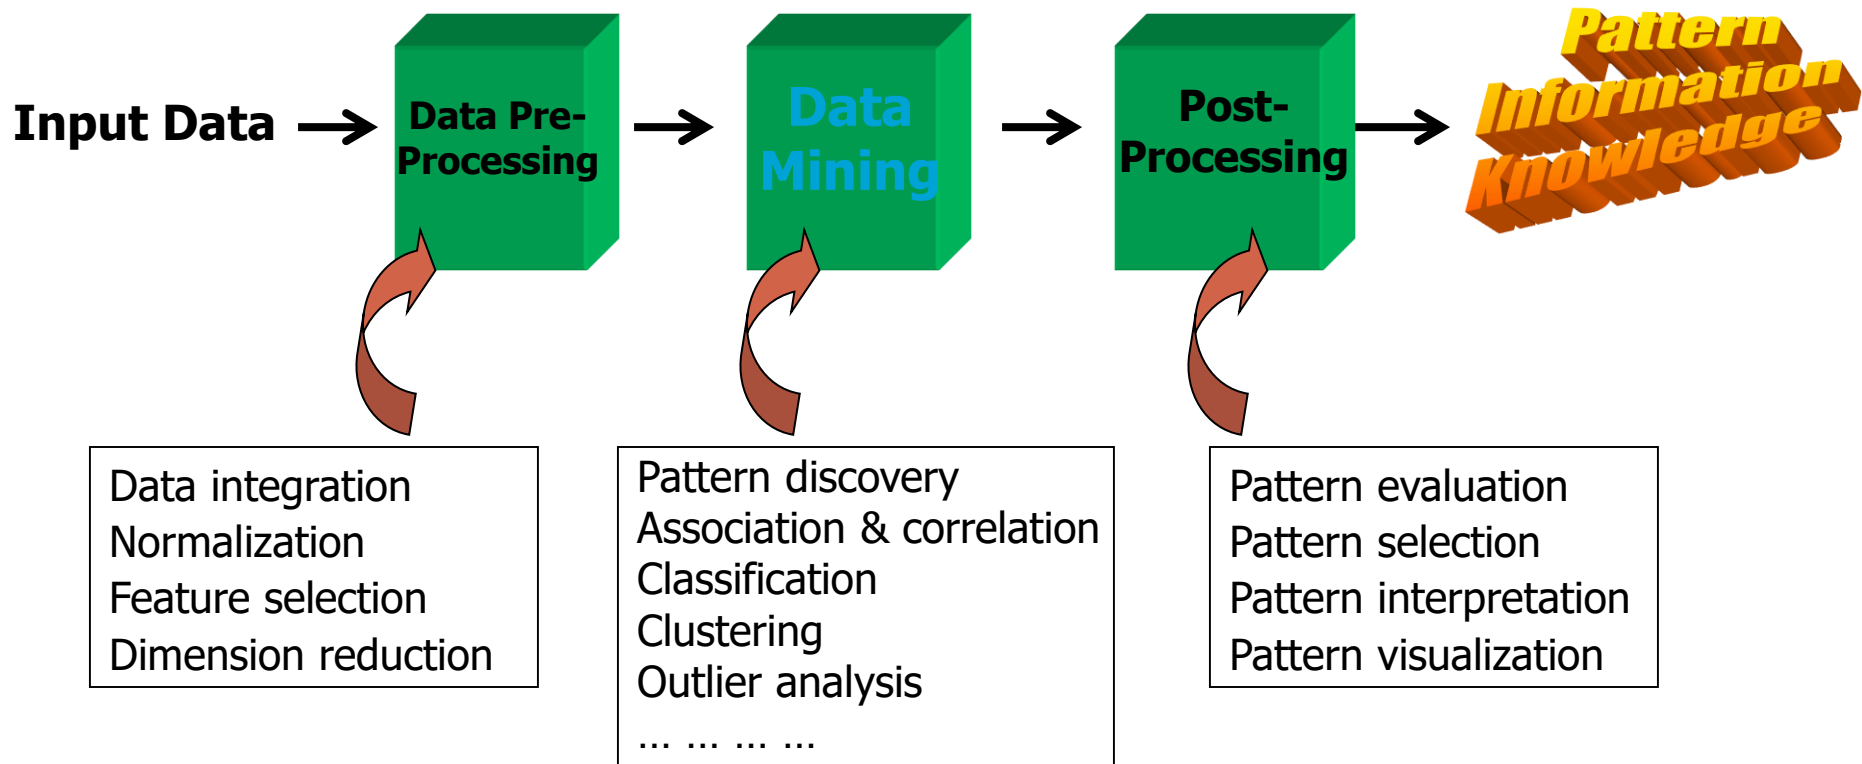 Input Data
Data Pre-
Processing
Data
Mining
Post-
Processing
Pattern
Information
Knowledge
Data integration
Normalization
Feature selection
Dimension reduction
Pattern discovery
Association & correlation
Classification
Clustering
Outlier analysis
… … … …
Pattern evaluation
Pattern selection
Pattern interpretation
Pattern visualization